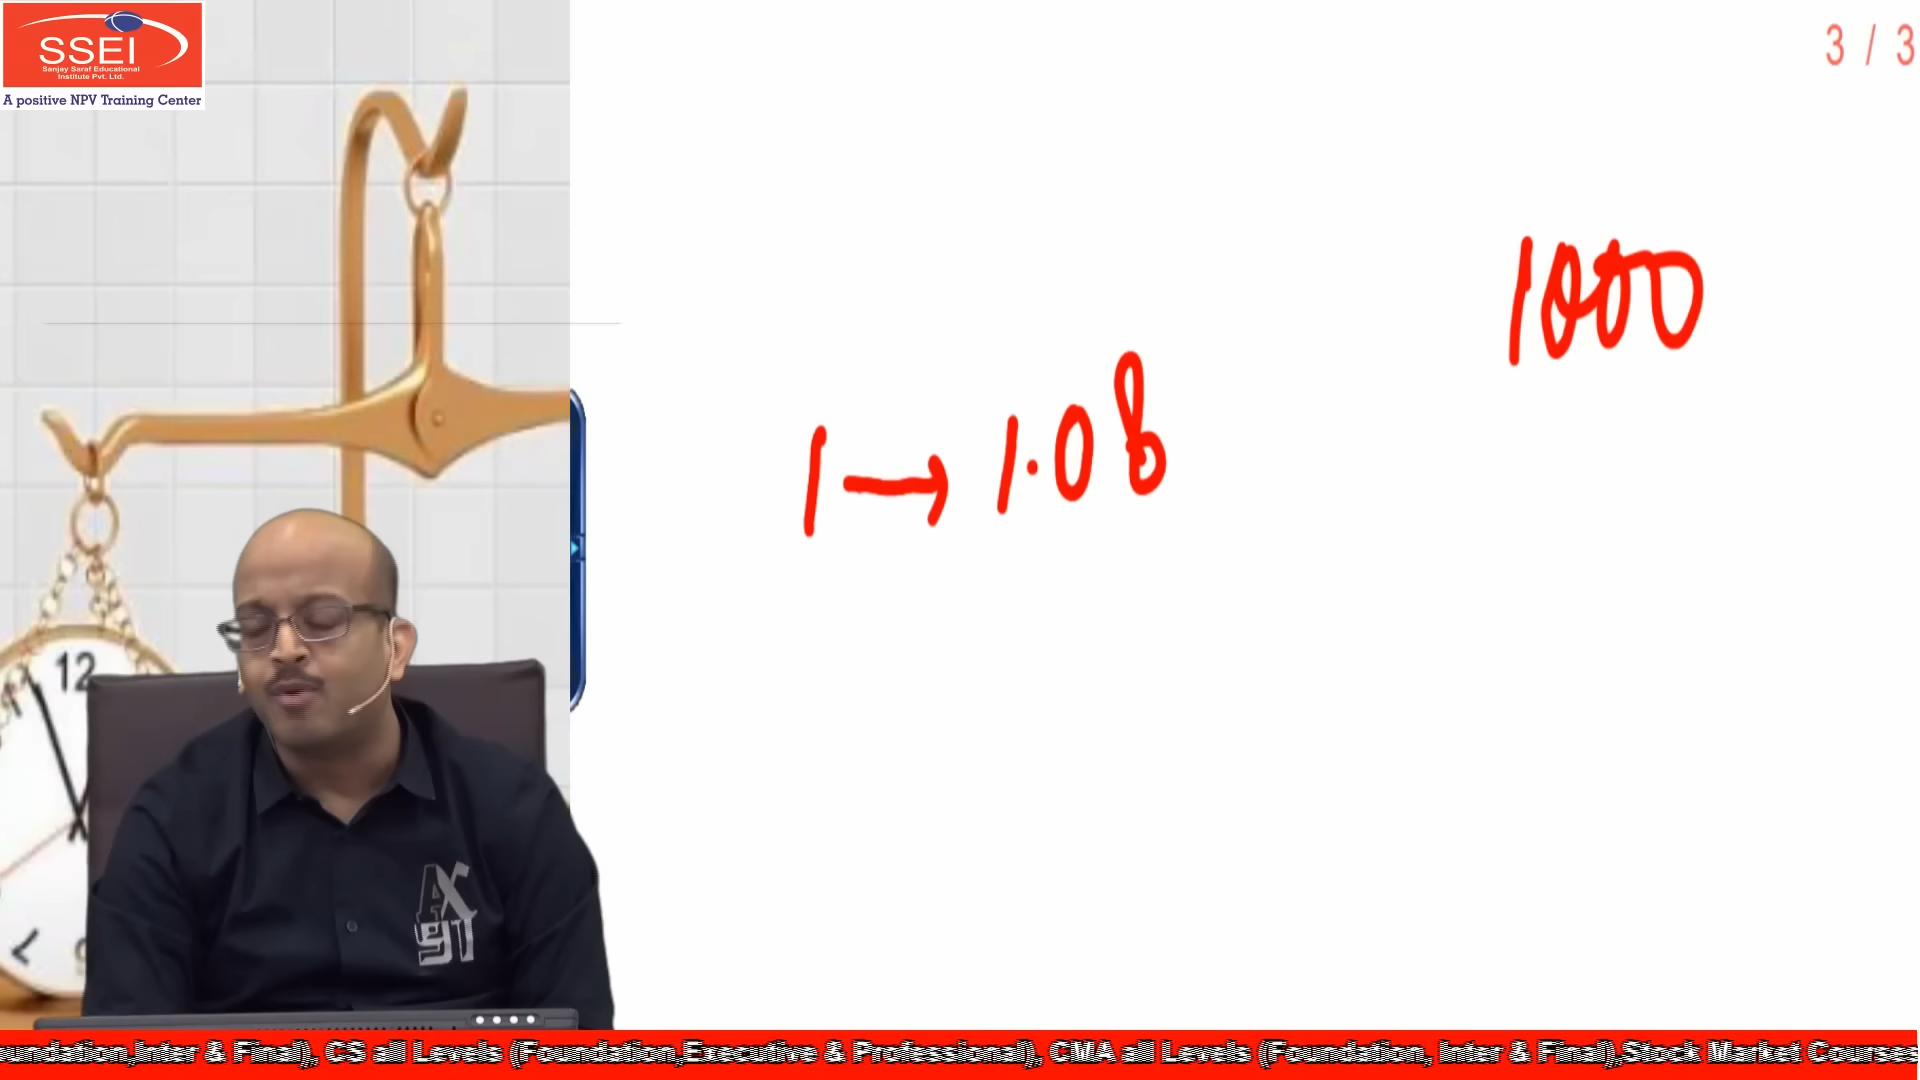 SSEI
Sanjay Saraf Educational
Institute Pvt. Ltd.
A positive NPV Training Center
3 / 3
1000
1 → 1.08
12
oundation,Inter & Final), CS all Levels (Foundation,Executive & Professional), CMA all Levels (Foundation, Inter & Final),Stock Market Courses